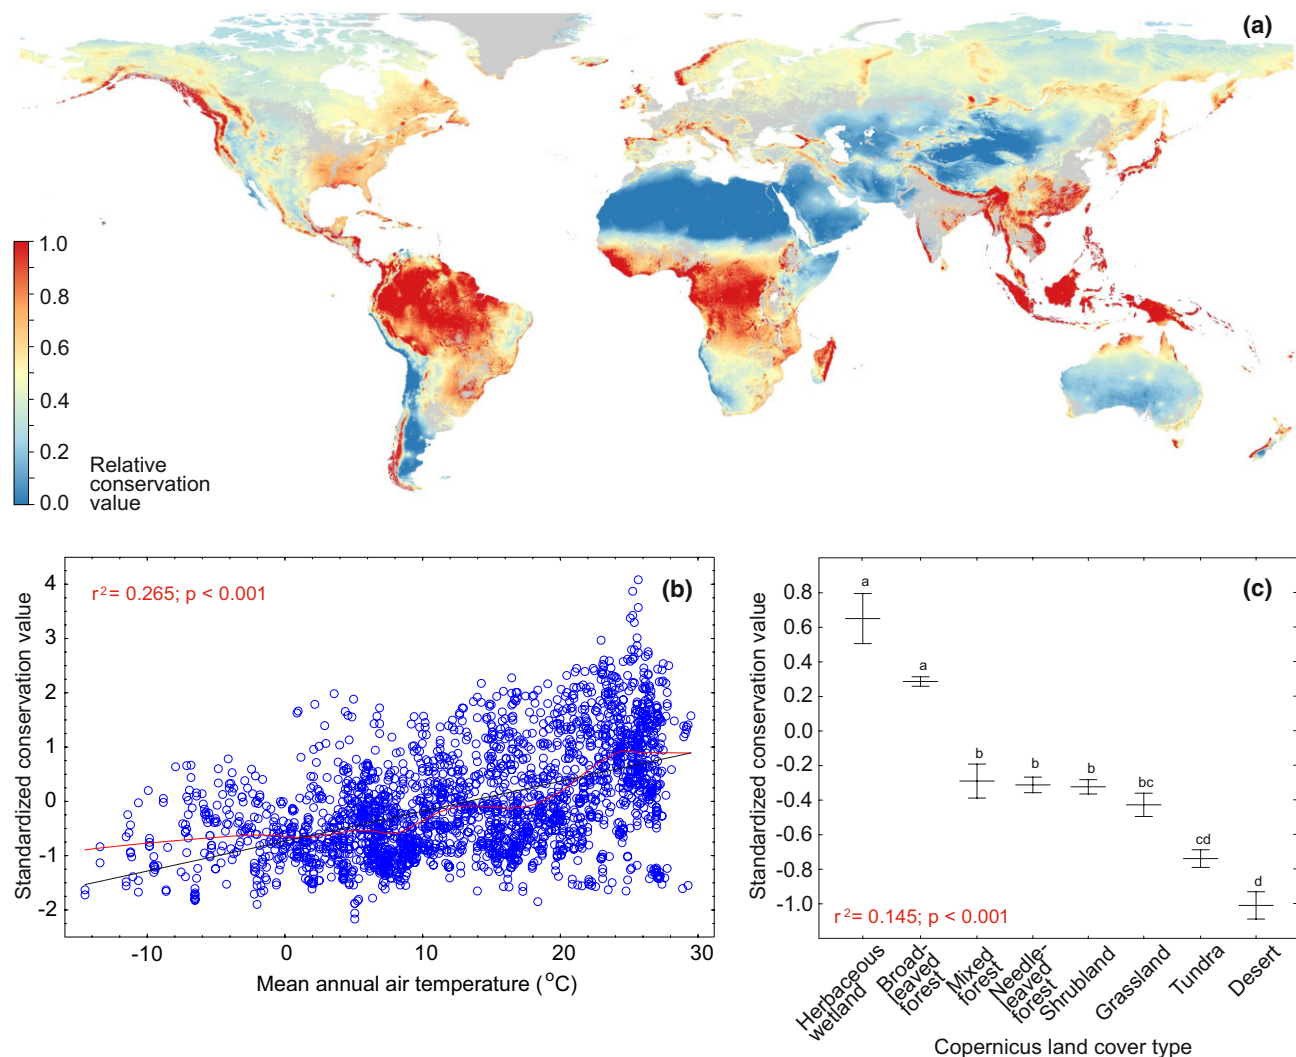 (a)
1.0
0.8
0.6
0.4
0.2
0.0
Relative
conservation
value
(b)
r² = 0.265; p < 0.001
Standardized conservation value
4
3
2
1
0
-1
-2
-10
0
10
20
30
Mean annual air temperature (°C)
(c)
Standardized conservation value
0.8
0.6
0.4
0.2
0.0
-0.2
-0.4
-0.6
-0.8
-1.0
a
a
b
b
b
bc
cd
d
r² = 0.145; p < 0.001
Herbaceous
wetland
Broad-
leaved
forest
Mixed
forest
Needle-
leaved
forest
Shrubland
Grassland
Tundra
Desert
Copernicus land cover type